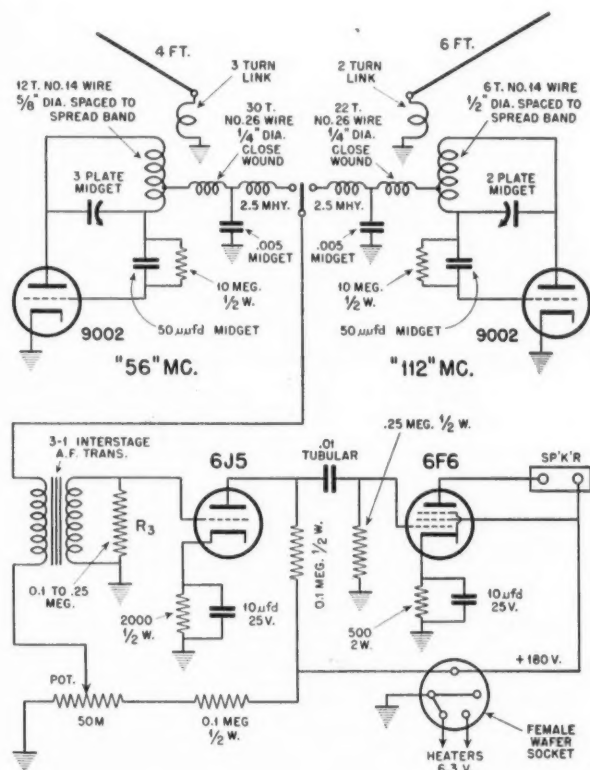 4 FT.
6 FT.
3 TURN
LINK
2 TURN
LINK
12 T. NO.14 WIRE
5/8" DIA. SPACED TO
SPREAD BAND
30 T.
NO.26 WIRE
1/4" DIA.
CLOSE
WOUND
22 T.
NO.26 WIRE
1/4" DIA.
CLOSE
WOUND
6 T. NO.14 WIRE
1/2" DIA. SPACED TO
SPREAD BAND
3 PLATE
MIDGET
2.5 MHY.
2.5 MHY.
2 PLATE
MIDGET
.005
MIDGET
.005
MIDGET
10 MEG.
1/2 W.
10 MEG.
1/2 W.
50 µµfd MIDGET
50 µµfd MIDGET
9002
9002
"56" MC.
"112" MC.
3-1 INTERSTAGE
A.F. TRANS.
6J5
.01
TUBULAR
.25 MEG. 1/2 W.
6F6
SP'K'R
R3
0.1 TO .25
MEG.
2000
1/2 W.
10 µfd
25 V.
0.1 MEG. 1/2 W.
500
2 W.
10 µfd
25 V.
+180 V.
POT.
50M
0.1 MEG
1/2 W.
HEATERS
6.3 V.
FEMALE
WAFER
SOCKET